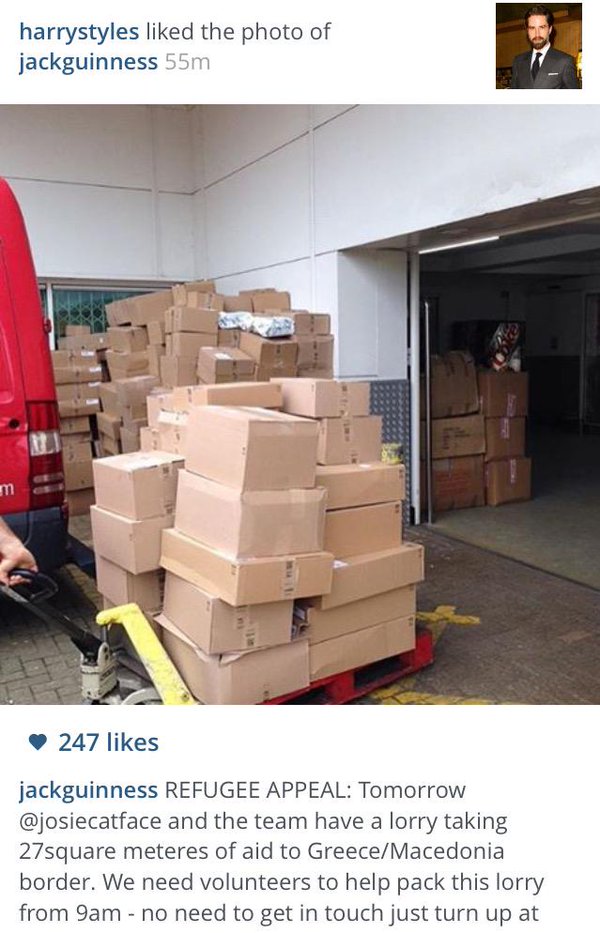 harrystyles liked the photo of
jackguinness 55m
m
247 likes
jackguinness REFUGEE APPEAL: Tomorrow
@josiecatface and the team have a lorry taking
27square meteres of aid to Greece/Macedonia
border. We need volunteers to help pack this lorry
from 9am - no need to get in touch just turn up at